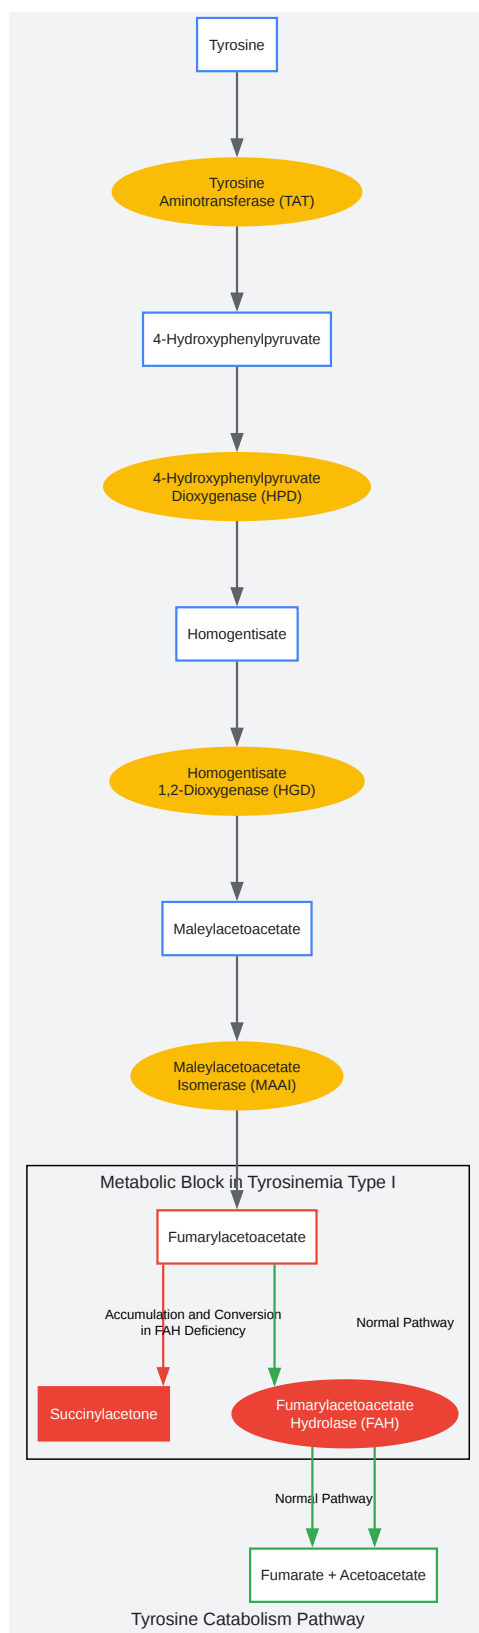 Tyrosine
Tyrosine
Aminotransferase (TAT)
4-Hydroxyphenylpyruvate
4-Hydroxyphenylpyruvate
Dioxygenase (HPD)
Homogentisate
Homogentisate
1,2-Dioxygenase (HGD)
Maleylacetoacetate
Maleylacetoacetate
Isomerase (MAAI)
Metabolic Block in Tyrosinemia Type I
Fumarylacetoacetate
Accumulation and Conversion
in FAH Deficiency
Normal Pathway
Succinylacetone
Fumarylacetoacetate
Hydrolase (FAH)
Normal Pathway
Fumarate + Acetoacetate
Tyrosine Catabolism Pathway